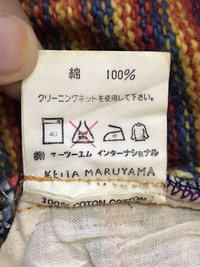 綿 100%
クリーニングネットを使用して下さい。
40
㈱ ケーツーエム インターナショナル
KEITA MARUYAMA
100% COTON COTTON